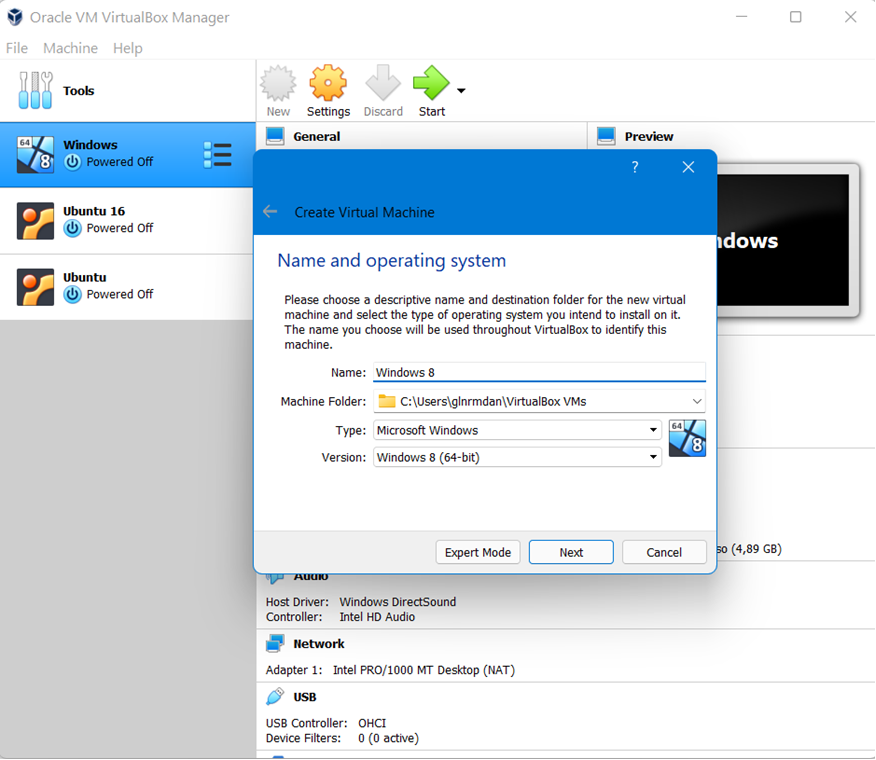 Oracle VM VirtualBox Manager
File Machine Help
Tools
New Settings Discard Start
64
8
Windows
Powered Off
Ubuntu 16
Powered Off
Ubuntu
Powered Off
General
Preview
ndows
?
Create Virtual Machine
Name and operating system
Please choose a descriptive name and destination folder for the new virtual
machine and select the type of operating system you intend to install on it.
The name you choose will be used throughout VirtualBox to identify this
machine.
Name: Windows 8
Machine Folder: C:\Users\glnrmdan\VirtualBox VMs
Type: Microsoft Windows
64
8
Version: Windows 8 (64-bit)
Expert Mode Next Cancel
so (4,89 GB)
Audio
Host Driver: Windows DirectSound
Controller: Intel HD Audio
Network
Adapter 1: Intel PRO/1000 MT Desktop (NAT)
USB
USB Controller: OHCI
Device Filters: 0 (0 active)